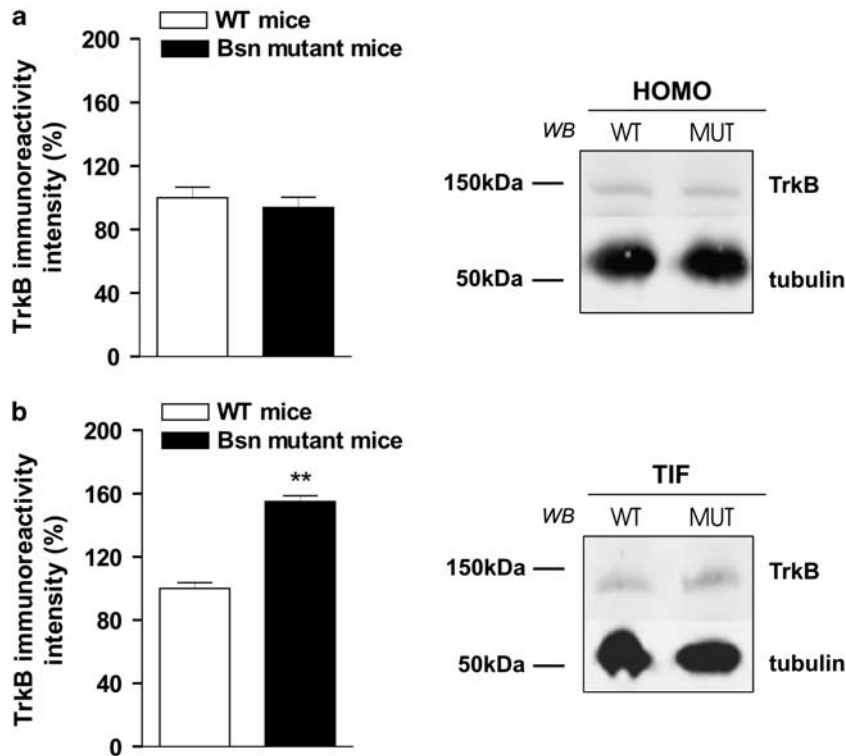 a
WT mice
Bsn mutant mice
TrkB immunoreactivity
intensity (%)
200
160
120
80
40
0
HOMO
WB WT MUT
150kDa TrkB
50kDa tubulin
b
WT mice
Bsn mutant mice
TrkB immunoreactivity
intensity (%)
200
160
120
80
40
0
**
TIF
WB WT MUT
150kDa TrkB
50kDa tubulin